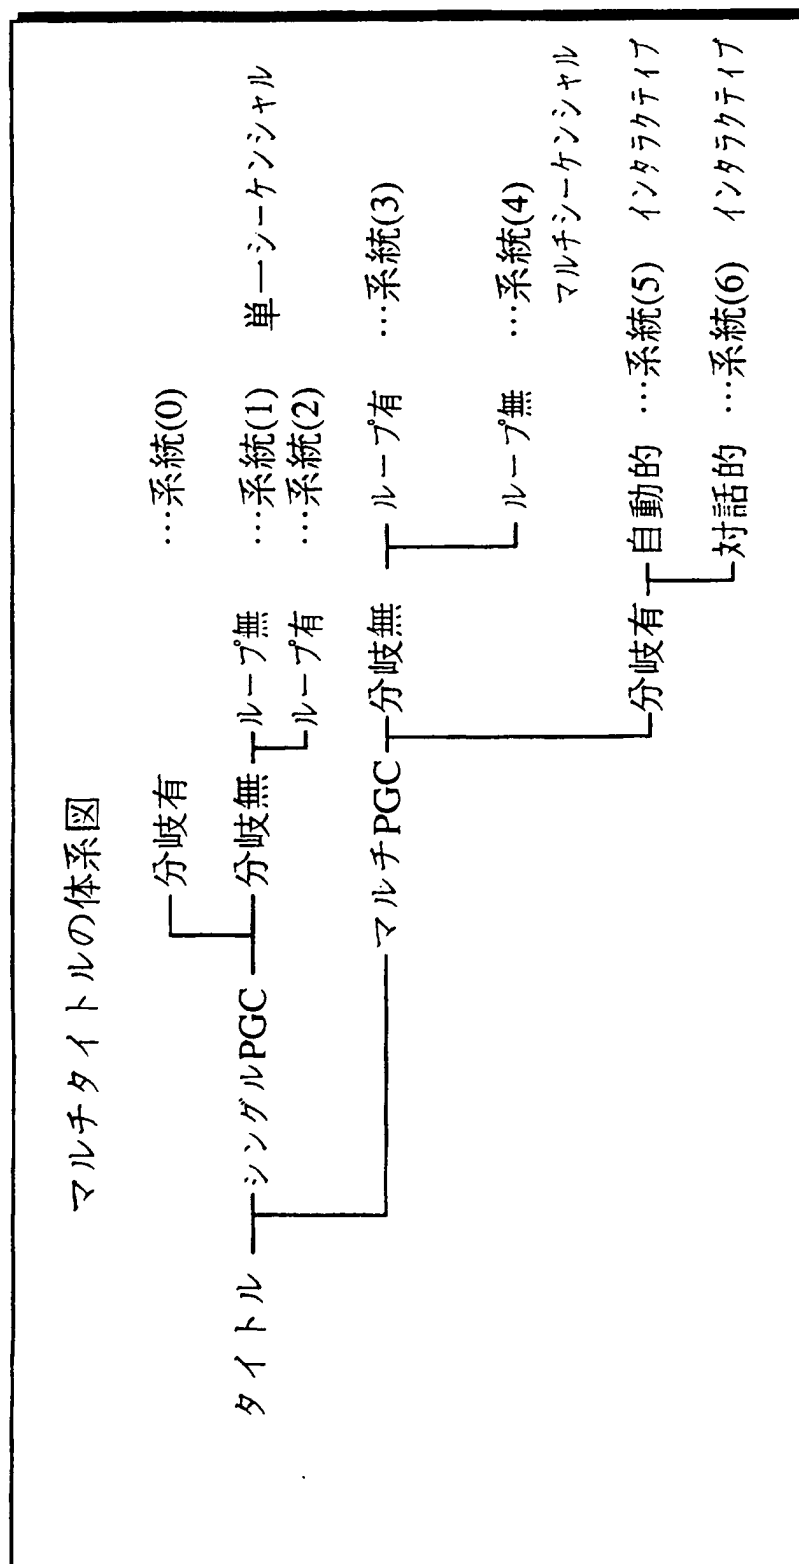 マルチタイトルの体系図
分岐有 …系統(0)
タイトル シングルPGC 分岐無 ループ無 …系統(1) 単一シーケンシャル
ループ有 …系統(2)
マルチPGC 分岐無 ループ有 …系統(3)
ループ無 …系統(4)
マルチシーケンシャル
分岐有 自動的 …系統(5) インタラクティブ
対話的 …系統(6) インタラクティブ